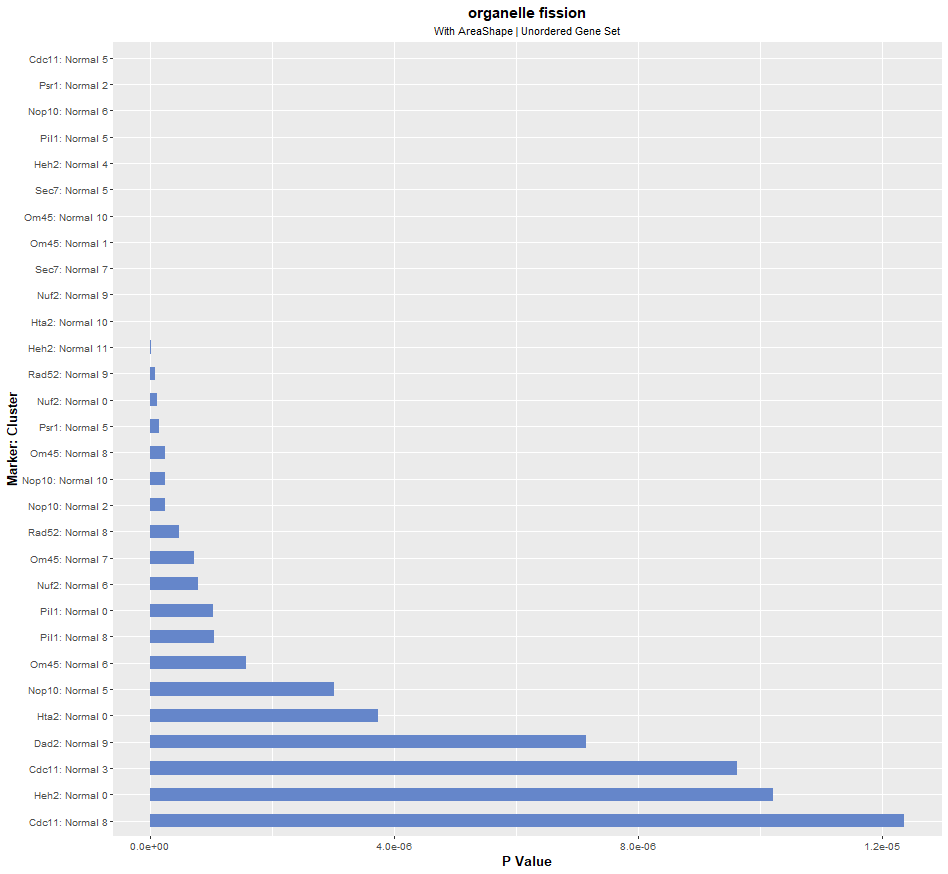 organelle fission
With AreaShape | Unordered Gene Set
Marker: Cluster
Cdc11: Normal 5
Psr1: Normal 2
Nop10: Normal 6
Pil1: Normal 5
Heh2: Normal 4
Sec7: Normal 5
Om45: Normal 10
Om45: Normal 1
Sec7: Normal 7
Nuf2: Normal 9
Hta2: Normal 10
Heh2: Normal 11
Rad52: Normal 9
Nuf2: Normal 0
Psr1: Normal 5
Om45: Normal 8
Nop10: Normal 10
Nop10: Normal 2
Rad52: Normal 8
Om45: Normal 7
Nuf2: Normal 6
Pil1: Normal 0
Pil1: Normal 8
Om45: Normal 6
Nop10: Normal 5
Hta2: Normal 0
Dad2: Normal 9
Cdc11: Normal 3
Heh2: Normal 0
Cdc11: Normal 8
0.0e+00 4.0e-06 8.0e-06 1.2e-05
P Value